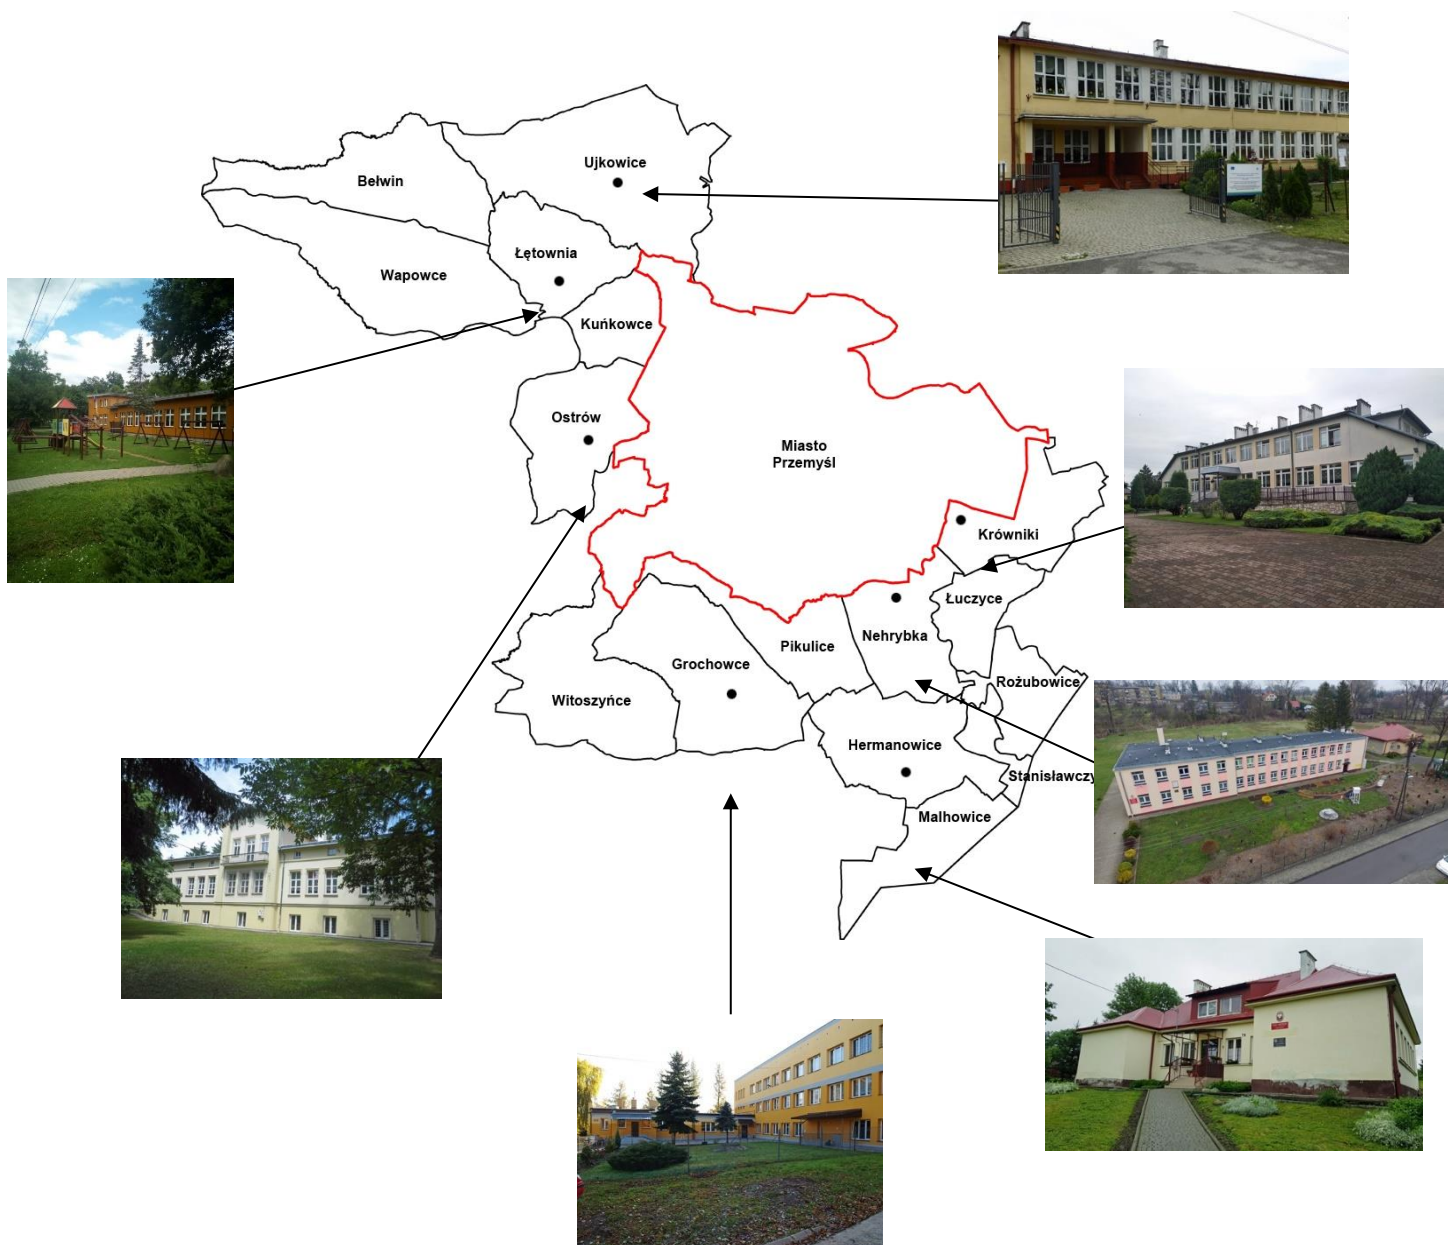 Ujkowice
Bełwin
Łętownia
Wapowce
Kuńkowce
Ostrów
Miasto
Przemyśl
Krówniki
Łuczyce
Nehrybka
Pikulice
Grochowce
Rożubowice
Witoszyńce
Hermanowice
Stanisławczy
Malhowice